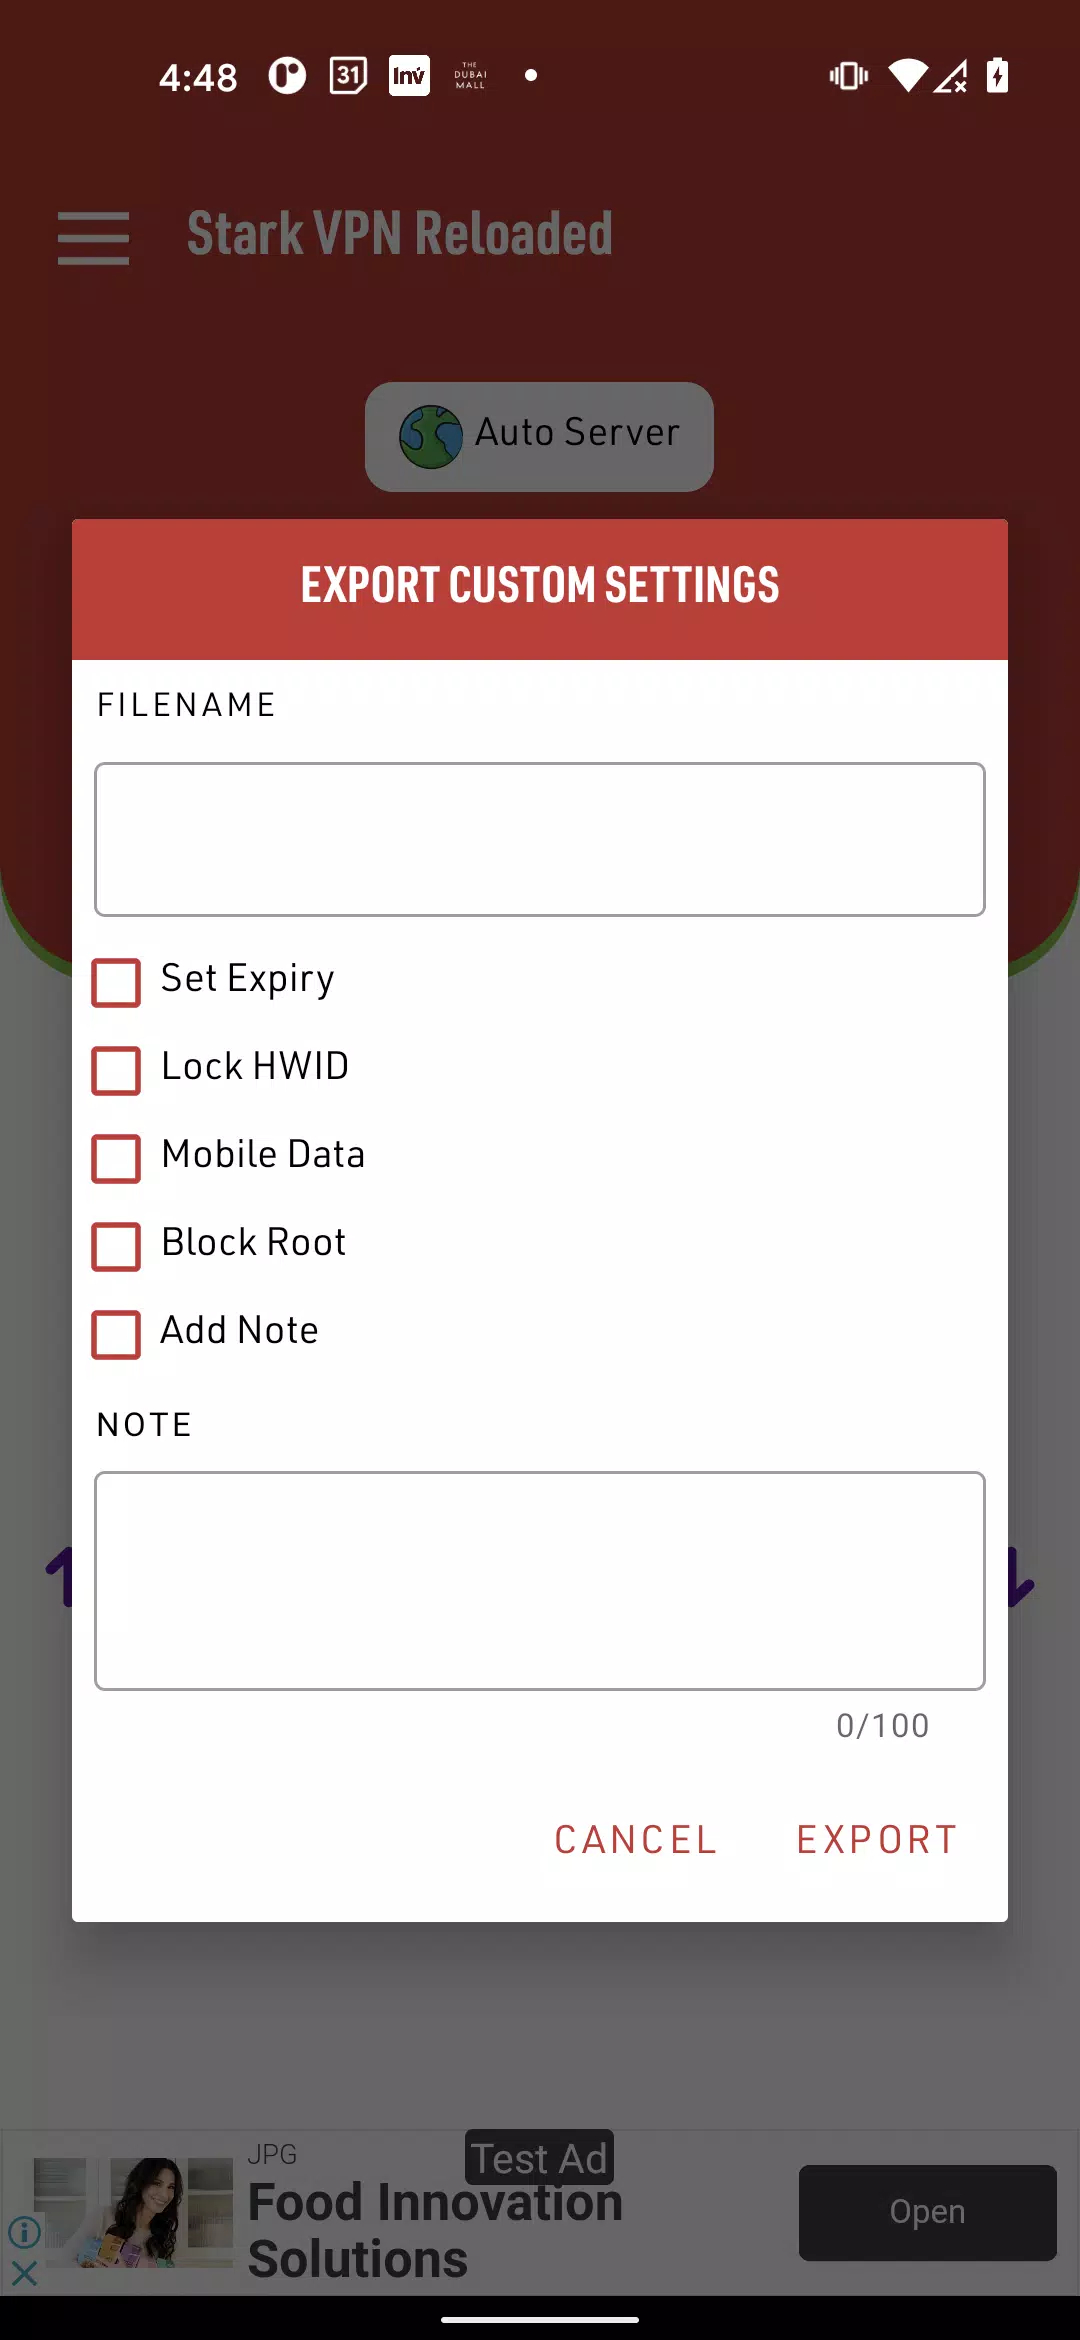 4:48
31
Inv
THE
DUBAI
MALL
Stark VPN Reloaded
Auto Server
EXPORT CUSTOM SETTINGS
FILENAME
Set Expiry
Lock HWID
Mobile Data
Block Root
Add Note
NOTE
0/100
CANCEL
EXPORT
Test Ad
JPG
Food Innovation
Solutions
Open